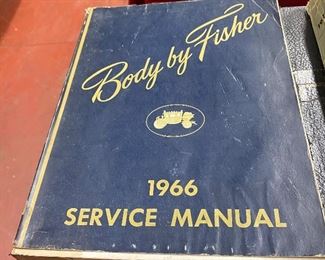 Body by Fisher
1966
SERVICE MANUAL